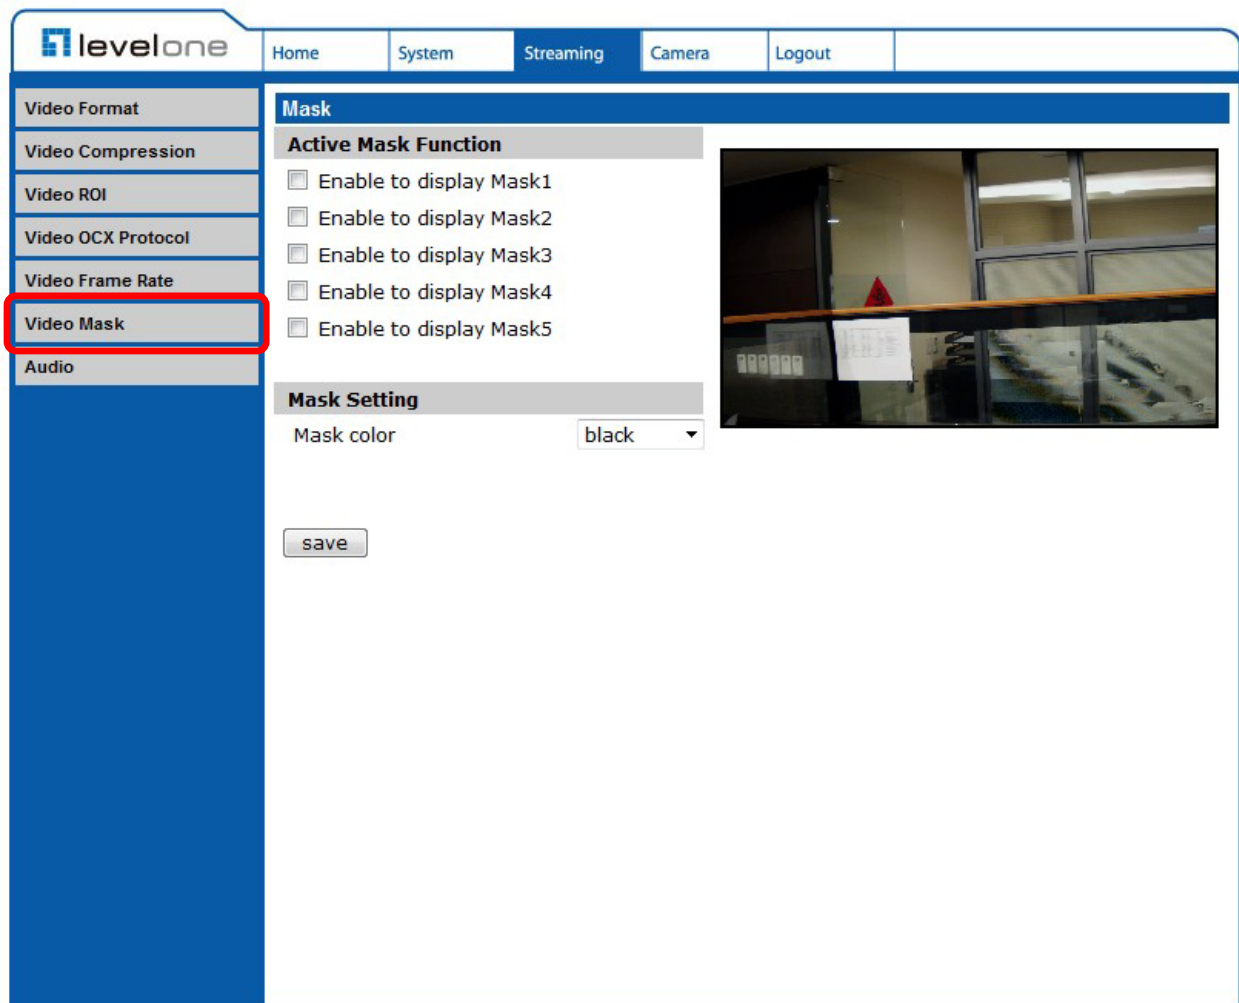 levelone
Home
System
Streaming
Camera
Logout
Video Format
Video Compression
Video ROI
Video OCX Protocol
Video Frame Rate
Video Mask
Audio
Mask
Active Mask Function
Enable to display Mask1
Enable to display Mask2
Enable to display Mask3
Enable to display Mask4
Enable to display Mask5
Mask Setting
Mask color black
save